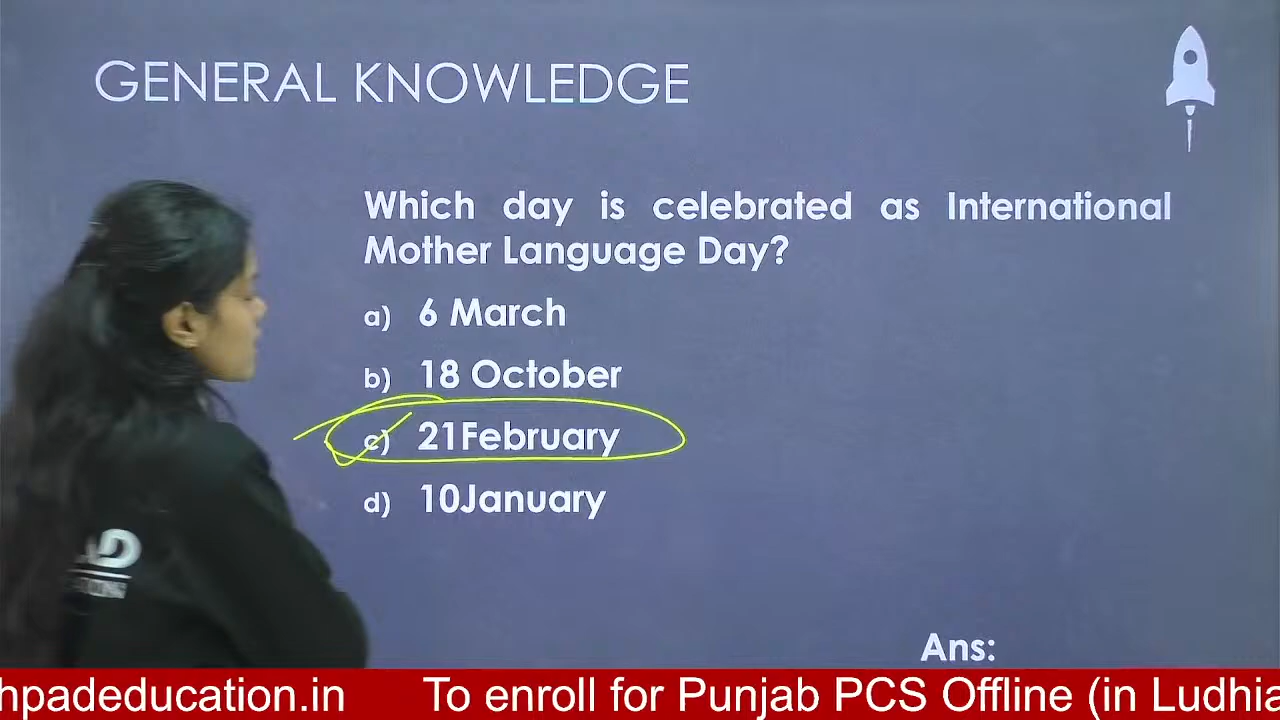 GENERAL KNOWLEDGE
Which day is celebrated as International
Mother Language Day?
a) 6 March
b) 18 October
c) 21February
d) 10January
Ans:
hpadeducation.in To enroll for Punjab PCS Offline (in Ludhia